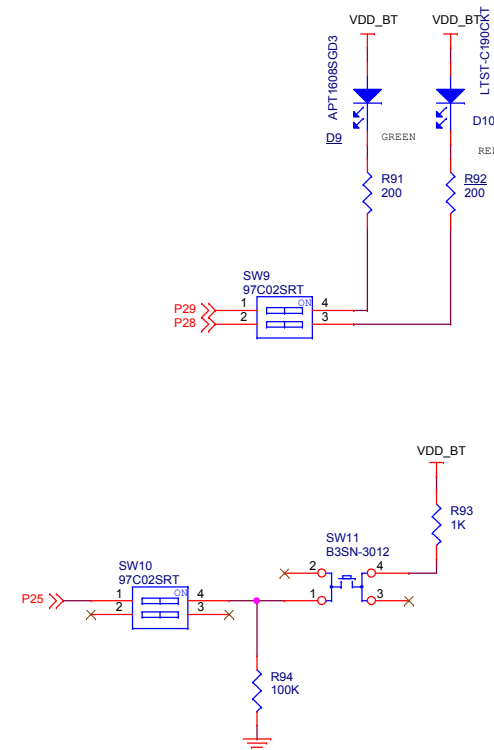 VDD_BT
VDD_BT
APT1608SGD3
LTST-C190CKT
D9
GREEN
D10
R91
200
R92
200
SW9
97C02SRT
ON
P29
1
4
P28
2
3
VDD_BT
R93
1K
SW11
B3SN-3012
2
4
1
3
SW10
97C02SRT
ON
P25
1
4
2
3
R94
100K